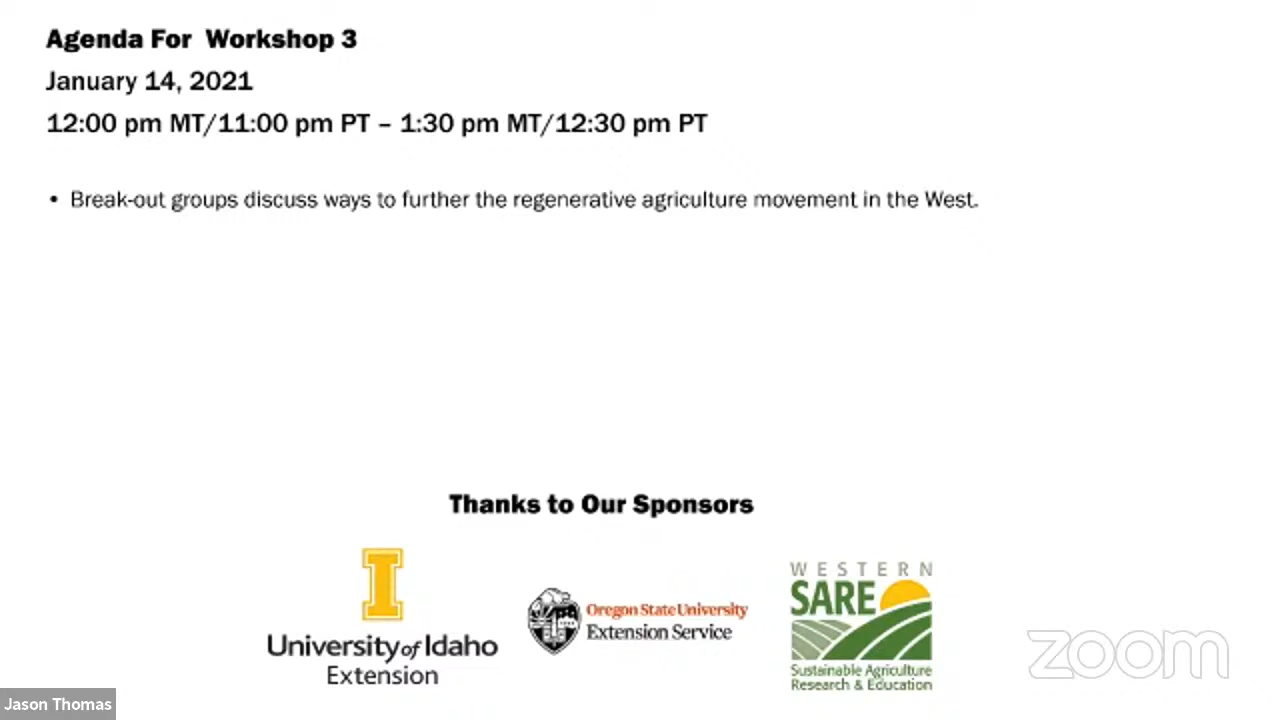 Agenda For Workshop 3
January 14, 2021
12:00 pm MT/11:00 pm PT – 1:30 pm MT/12:30 pm PT
• Break-out groups discuss ways to further the regenerative agriculture movement in the West.
Thanks to Our Sponsors
I
University of Idaho
Extension
Oregon State University
Extension Service
WESTERN
SARE
Sustainable Agriculture
Research & Education
zoom
Jason Thomas